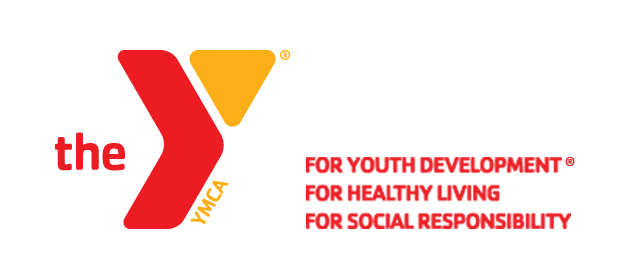 the
YMCA
®
FOR YOUTH DEVELOPMENT ®
FOR HEALTHY LIVING
FOR SOCIAL RESPONSIBILITY